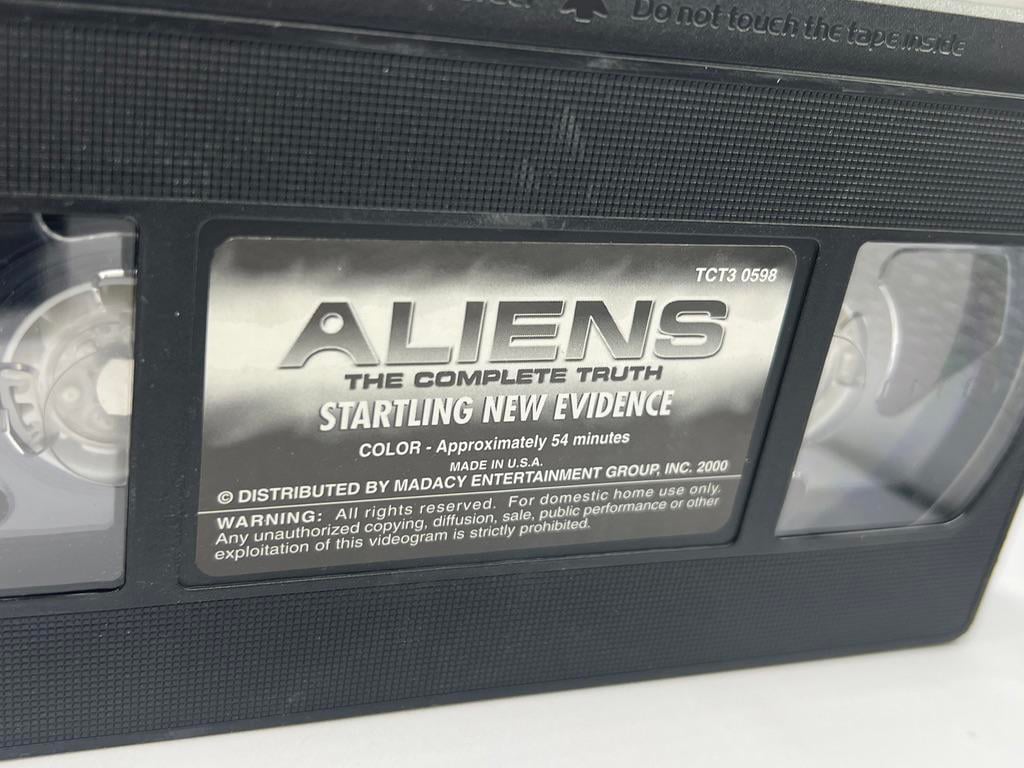 Do not touch the tape inside
TCT3 0598
ALIENS
THE COMPLETE TRUTH
STARTLING NEW EVIDENCE
COLOR - Approximately 54 minutes
MADE IN U.S.A.
© DISTRIBUTED BY MADACY ENTERTAINMENT GROUP, INC. 2000
WARNING: All rights reserved. For domestic home use only.
Any unauthorized copying, diffusion, sale, public performance or other
exploitation of this videogram is strictly prohibited.